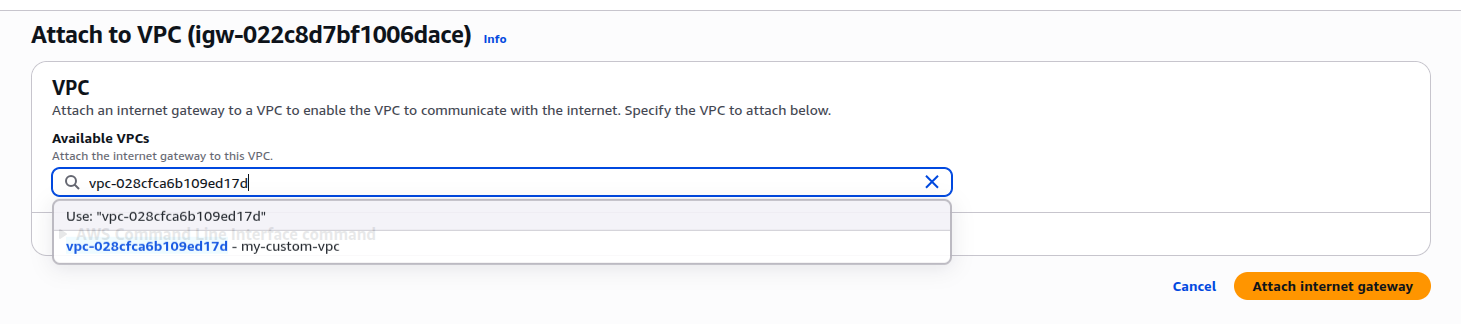 Attach to VPC (igw-022c8d7bf1006dace) Info
VPC
Attach an internet gateway to a VPC to enable the VPC to communicate with the internet. Specify the VPC to attach below.
Available VPCs
Attach the internet gateway to this VPC.
vpc-028cfca6b109ed17d
Use: "vpc-028cfca6b109ed17d"
AWS Command Line Interface command
vpc-028cfca6b109ed17d - my-custom-vpc
Cancel Attach internet gateway